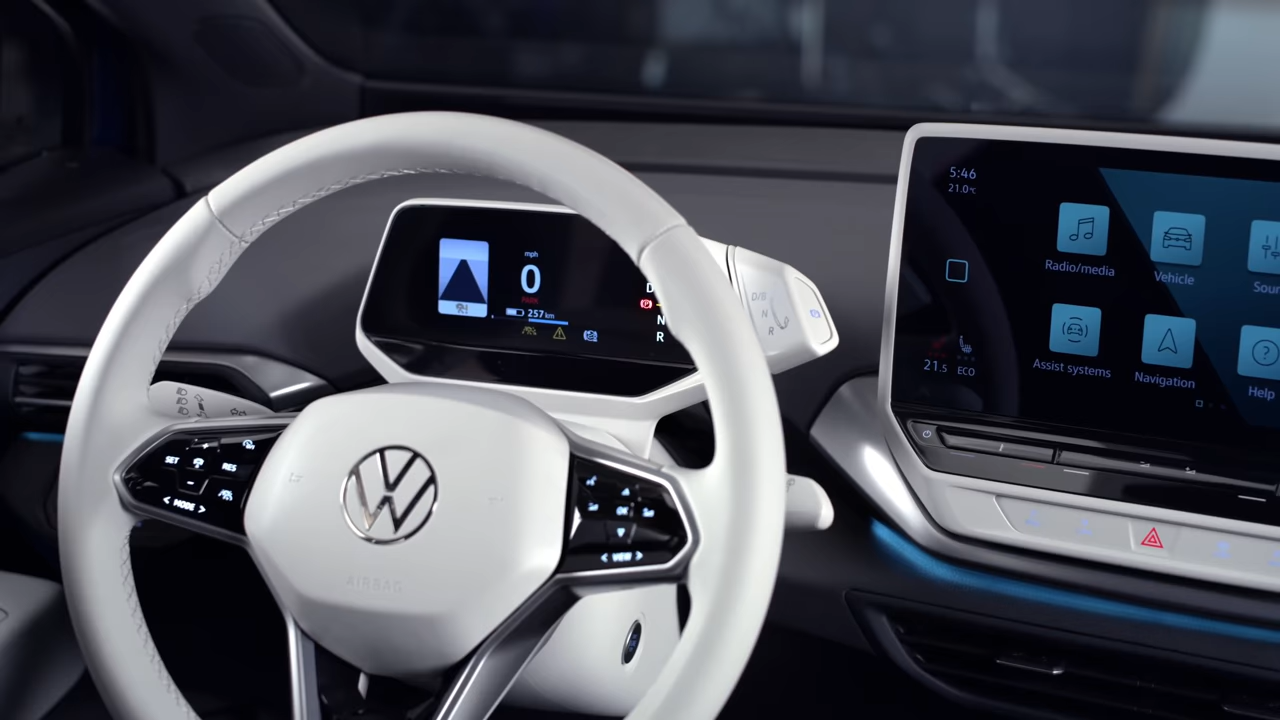 mph
0
PARK
257 km
D
N
R
D/B
N
R
5:46
21.0°C
Radio/media
Vehicle
Soun
Assist systems
Navigation
Help
21.5 ECO
SET
RES
< MODE >
OK
< VIEW >
AIRBAG